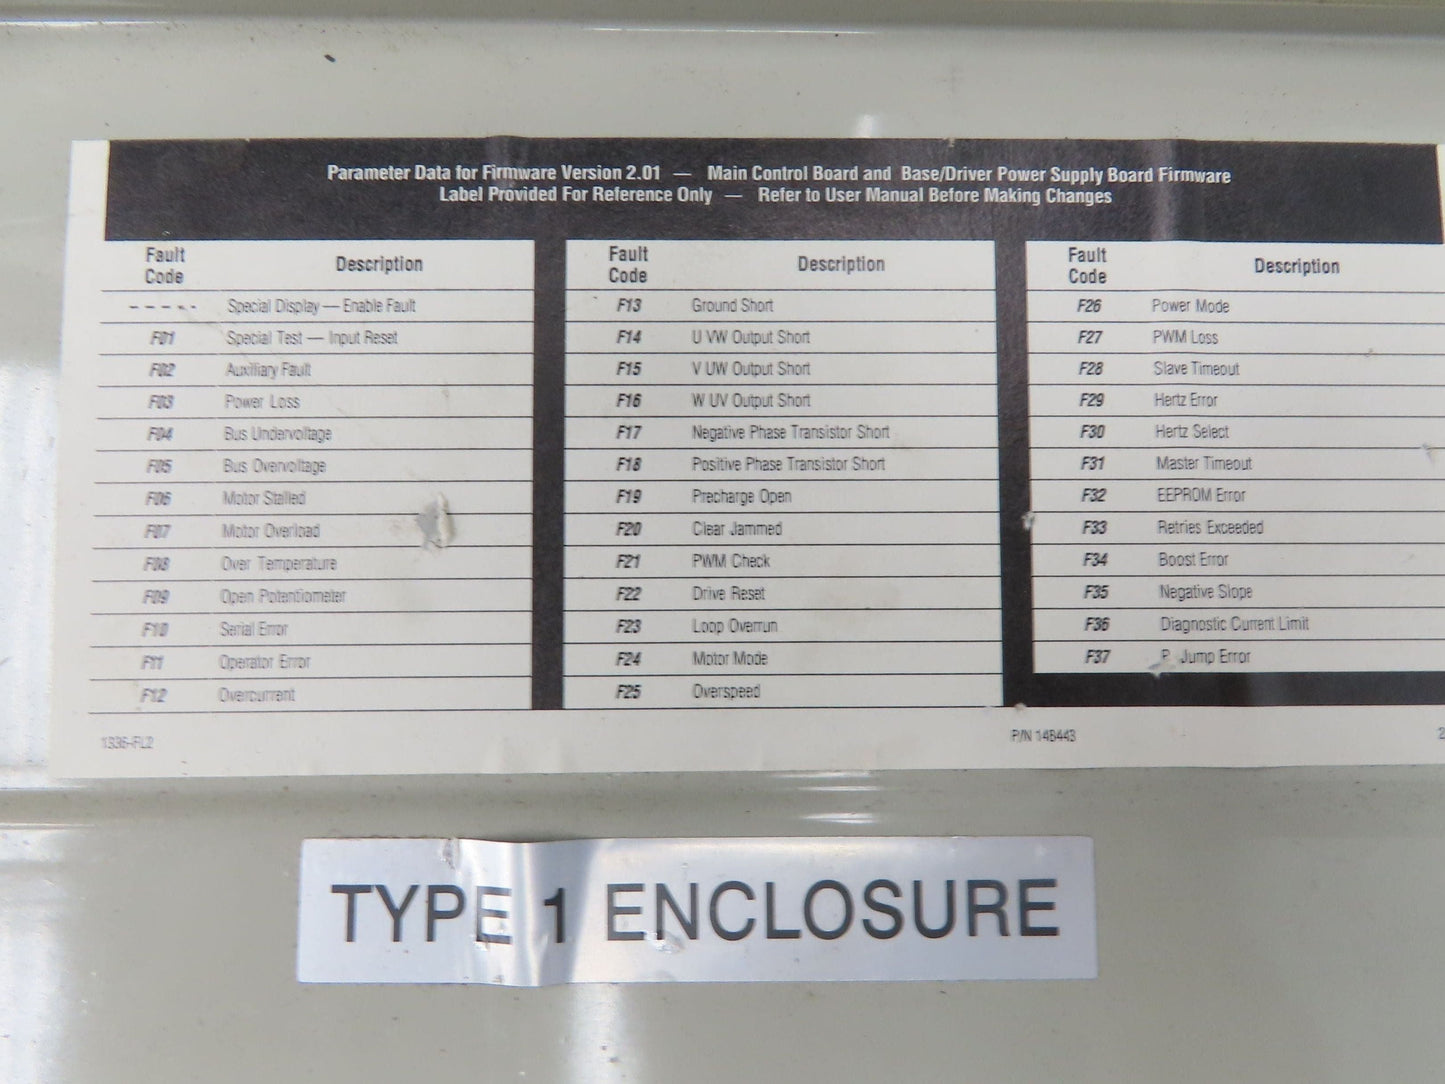 Parameter Data for Firmware Version 2.01 — Main Control Board and Base/Driver Power Supply Board Firmware
Label Provided For Reference Only — Refer to User Manual Before Making Changes
Fault Code Description
- - - - - Special Display — Enable Fault
F01 Special Test — Input Reset
F02 Auxiliary Fault
F03 Power Loss
F04 Bus Undervoltage
F05 Bus Overvoltage
F06 Motor Stalled
F07 Motor Overload
F08 Over Temperature
F09 Open Potentiometer
F10 Serial Error
F11 Operator Error
F12 Overcurrent
Fault Code Description
F13 Ground Short
F14 U VW Output Short
F15 V UW Output Short
F16 W UV Output Short
F17 Negative Phase Transistor Short
F18 Positive Phase Transistor Short
F19 Precharge Open
F20 Clear Jammed
F21 PWM Check
F22 Drive Reset
F23 Loop Overrun
F24 Motor Mode
F25 Overspeed
Fault Code Description
F26 Power Mode
F27 PWM Loss
F28 Slave Timeout
F29 Hertz Error
F30 Hertz Select
F31 Master Timeout
F32 EEPROM Error
F33 Retries Exceeded
F34 Boost Error
F35 Negative Slope
F36 Diagnostic Current Limit
F37 P Jump Error
1336-FL2
P/N 148443
2
TYPE 1 ENCLOSURE